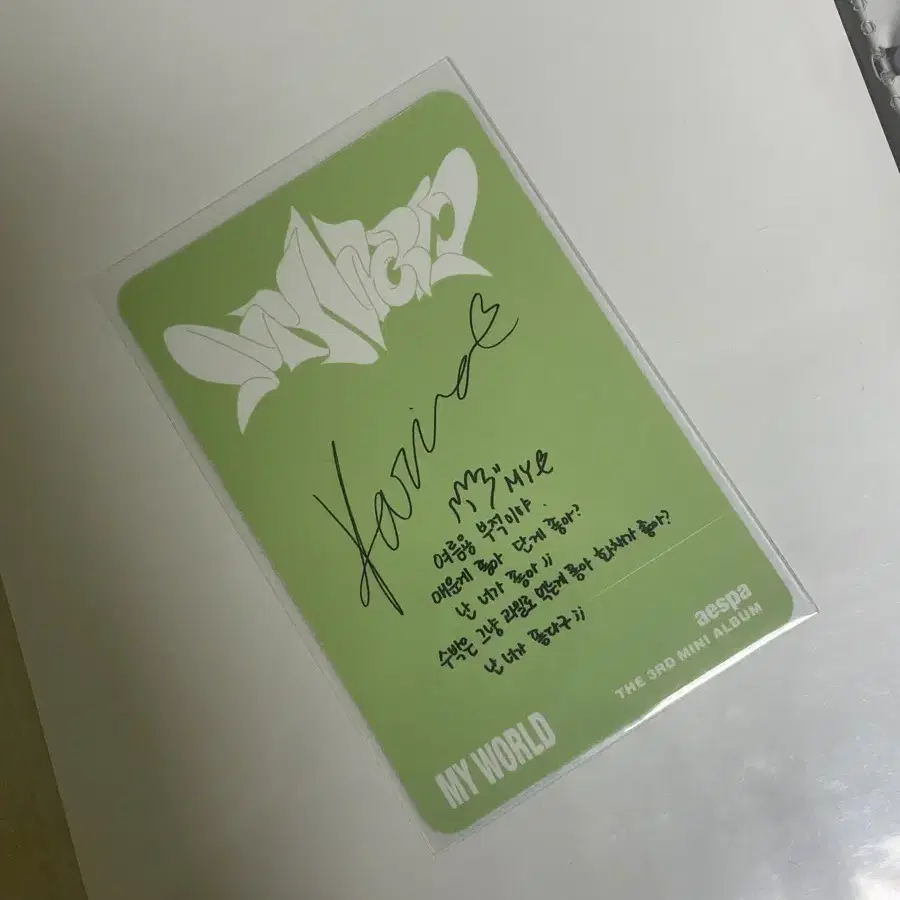 Karina
MY
여름용 부적이야.
매운게 좋아 단게 좋아?
난 너가 좋아 ;;
수박은 그냥 과일로 먹는게 좋아 화채가 좋아?
난 너가 좋다구 ;;
aespa
THE 3RD MINI ALBUM
MY WORLD